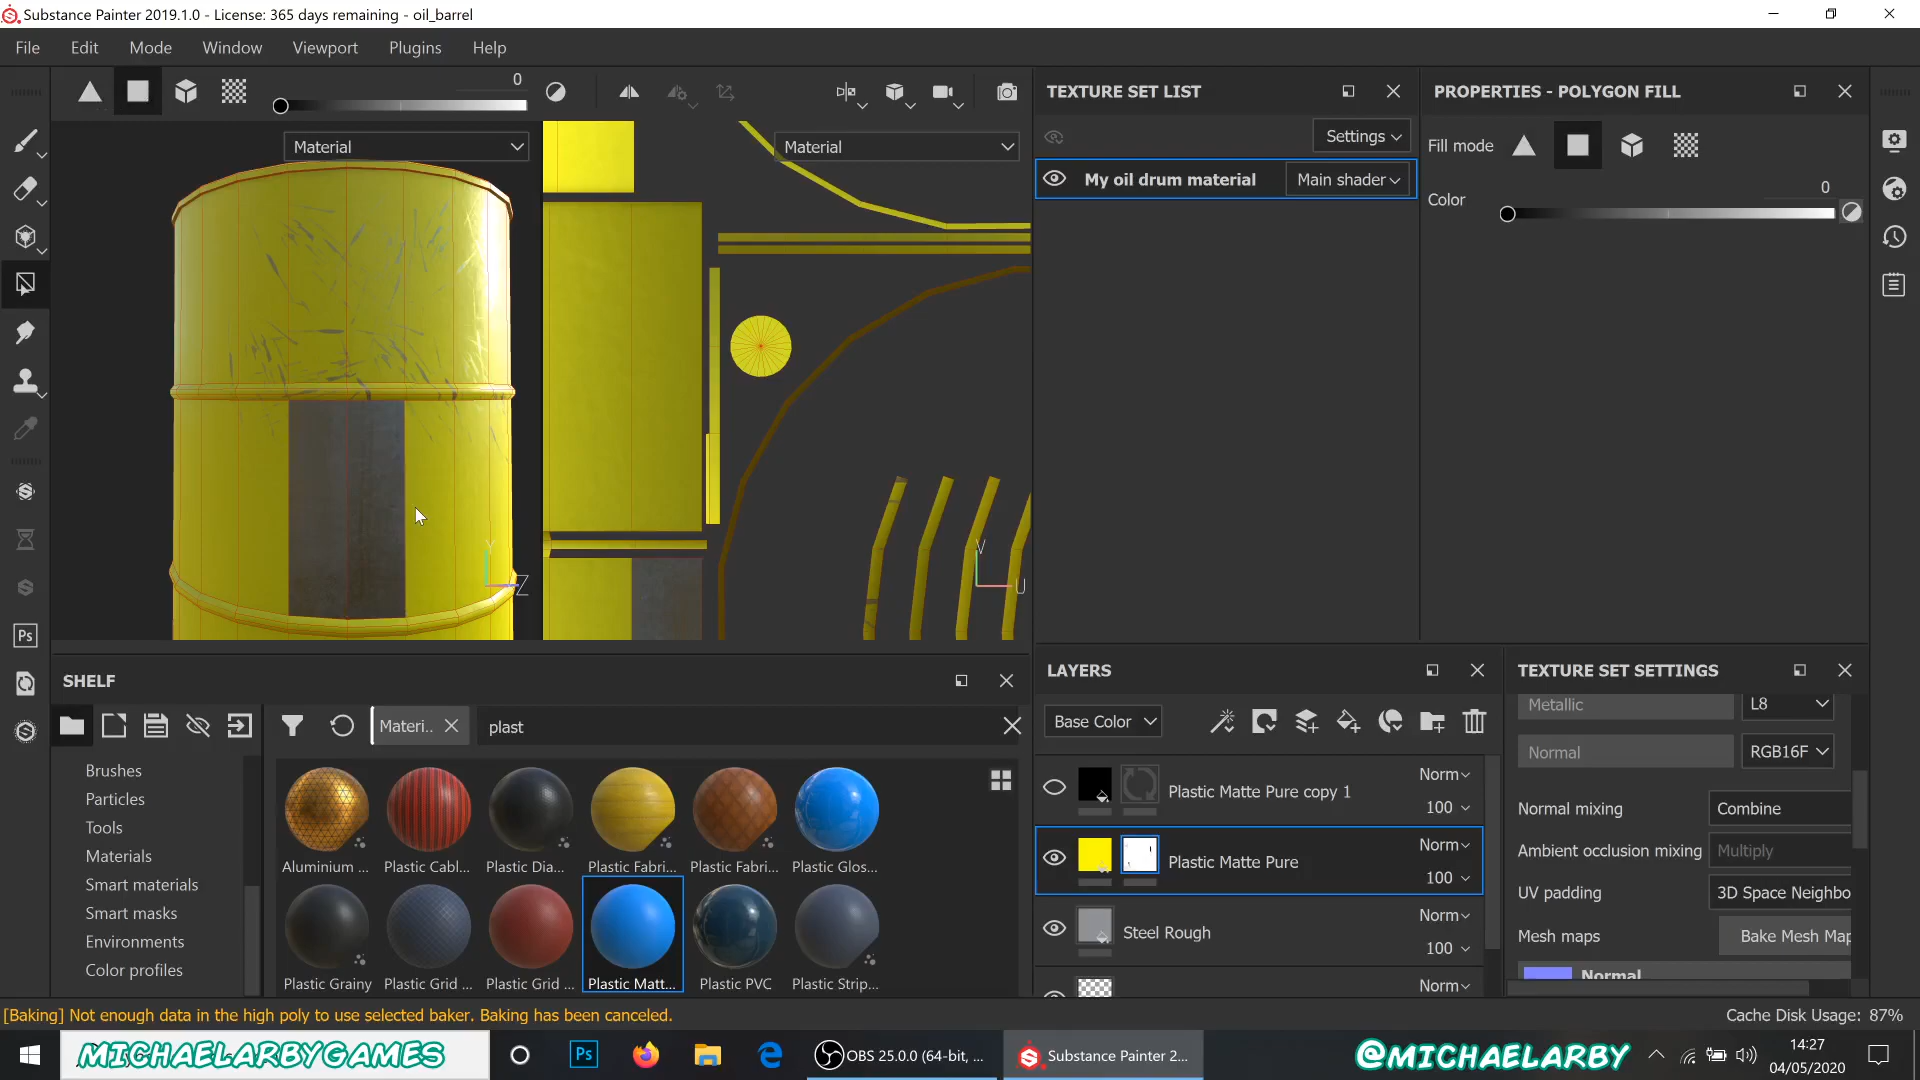 Substance Painter 2019.1.0 - License: 365 days remaining - oil_barrel
File Edit Mode Window Viewport Plugins Help
0
Material
Material
Y
Z
V
U
TEXTURE SET LIST
Settings
My oil drum material
Main shader
PROPERTIES - POLYGON FILL
Fill mode
Color
0
Ps
SHELF
Materi..
plast
Brushes
Particles
Tools
Materials
Smart materials
Smart masks
Environments
Color profiles
Aluminium ... Plastic Cabl... Plastic Dia... Plastic Fabri... Plastic Fabri... Plastic Glos...
Plastic Grainy Plastic Grid ... Plastic Grid ... Plastic Matt... Plastic PVC Plastic Strip...
LAYERS
Base Color
Plastic Matte Pure copy 1
Norm
100
Plastic Matte Pure
Norm
100
Steel Rough
Norm
100
Norm
TEXTURE SET SETTINGS
Metallic
L8
Normal
RGB16F
Normal mixing
Combine
Ambient occlusion mixing
Multiply
UV padding
3D Space Neighbo
Mesh maps
Bake Mesh Map
Normal
[Baking] Not enough data in the high poly to use selected baker. Baking has been canceled.
Cache Disk Usage: 87%
MICHAELARBYGAMES
Ps
OBS 25.0.0 (64-bit, ...
Substance Painter 2...
@MICHAELARBY
14:27
04/05/2020